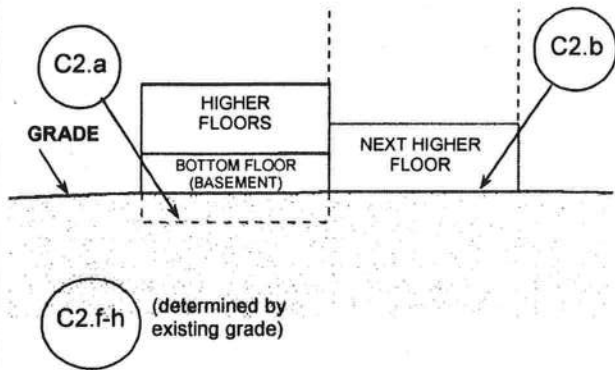 C2.a
C2.b
HIGHER
FLOORS
GRADE
NEXT HIGHER
FLOOR
BOTTOM FLOOR
(BASEMENT)
C2.f-h
(determined by
existing grade)